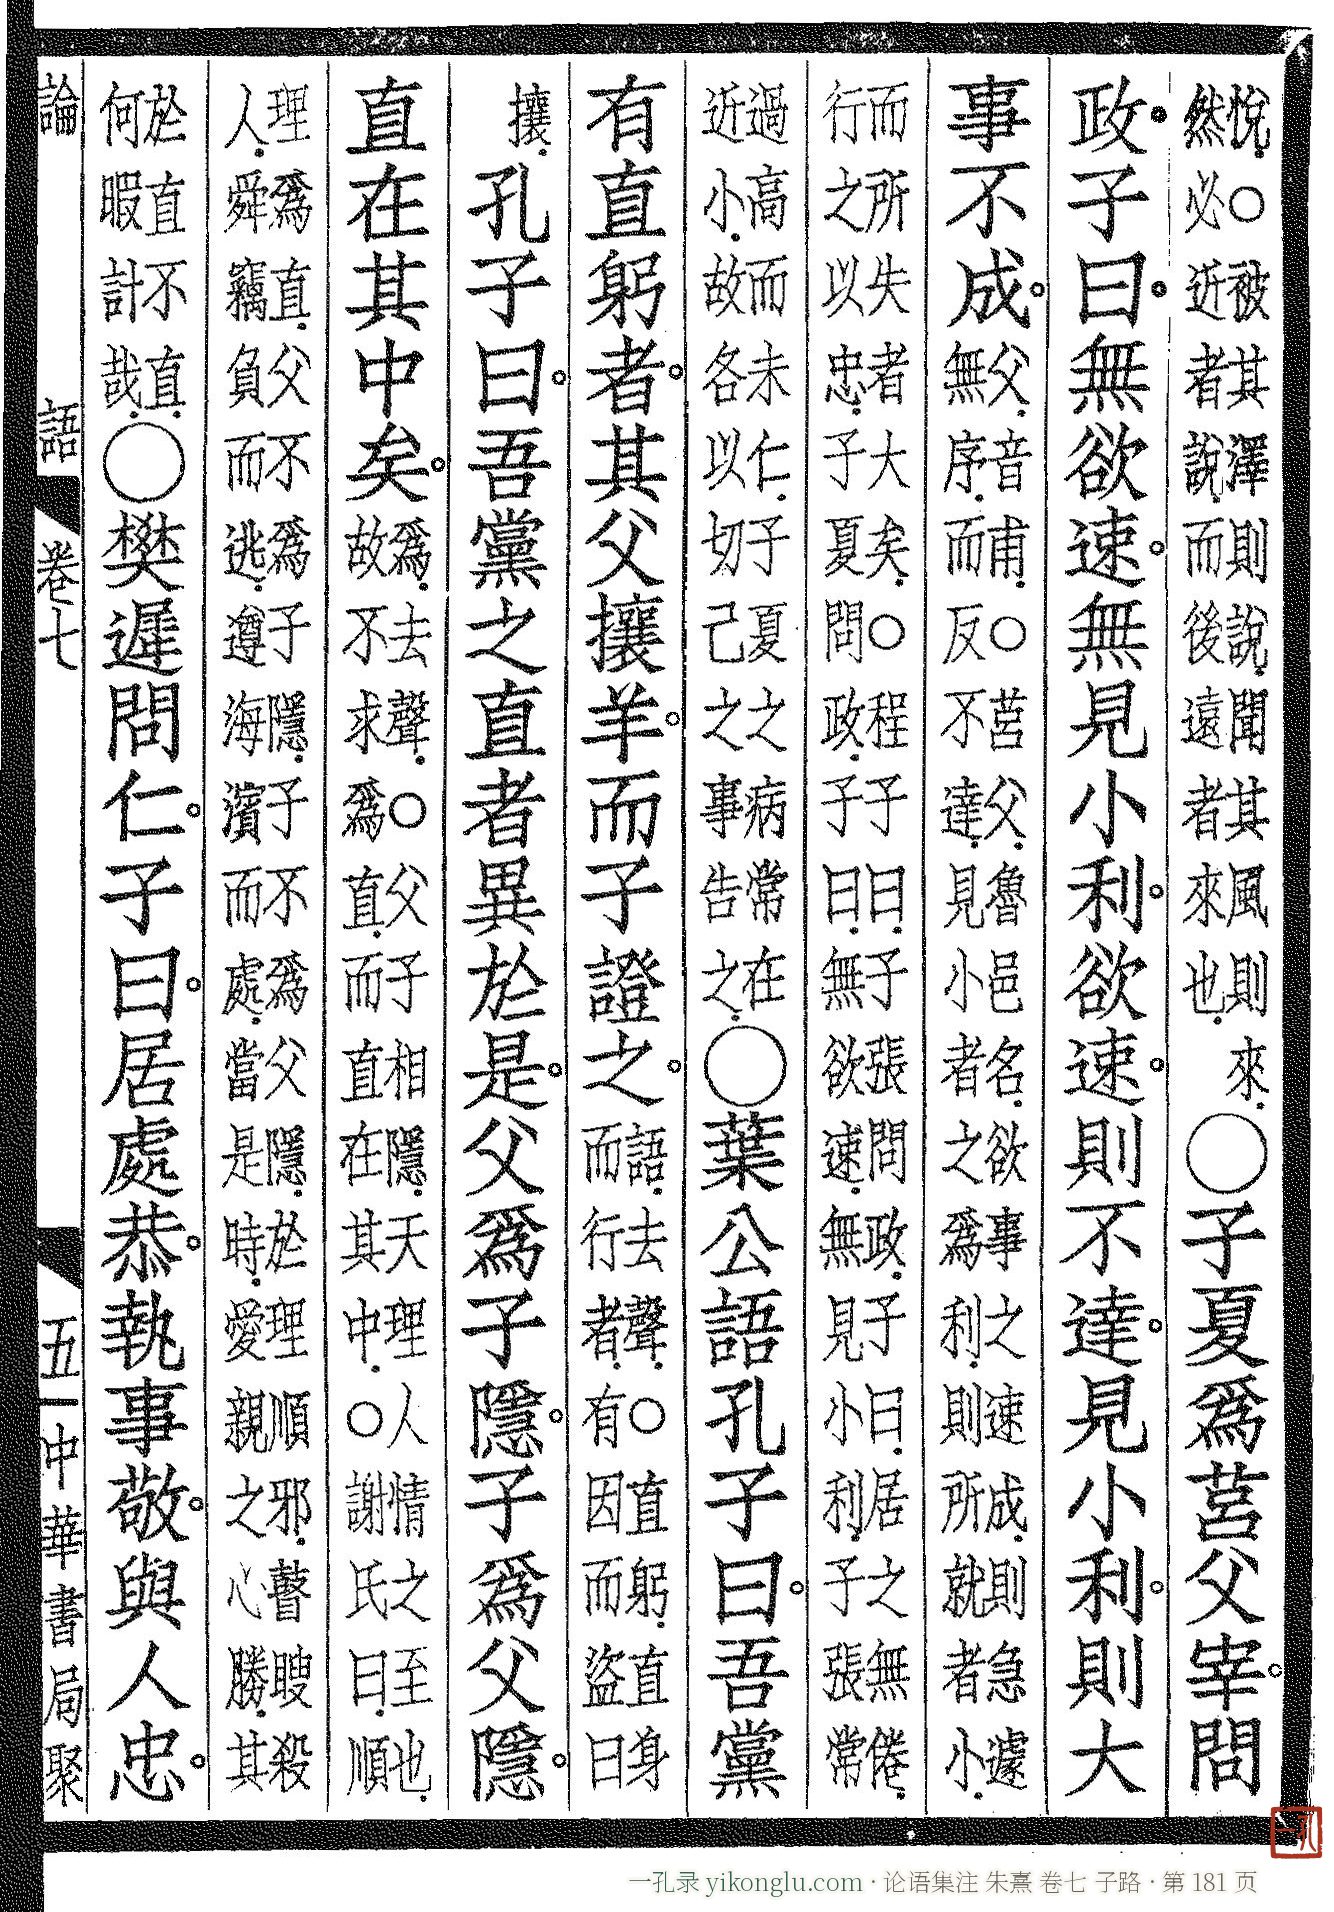 悅。○被其澤則說。聞其風則來。
然必近者說。而後遠者來也。
○子夏爲莒父宰。問
政。子曰。無欲速。無見小利。欲速。則不達。見小利。則大
事不成。
父。音甫。○莒父。魯邑名。欲事之速成。則急遽
無序。而反不達。見小者之爲利。則所就者小。
而所失者大矣。○程子曰。子張問政。子曰。居之無倦。
行之以忠。子夏問政。子曰。無欲速。無見小利。子張常
過高而未仁。子夏之病常在
近小。故各以切己之事告之。
○葉公語孔子曰。吾黨
有直躬者。其父攘羊。而子證之。
語。去聲。○直躬。直身
而行者。有因而盜曰
攘。
孔子曰。吾黨之直者異於是。父爲子隱。子爲父隱。
直在其中矣。
爲。去聲。○父子相隱。天理人情之至也。
故不求爲直。而直在其中。○謝氏曰。順
理爲直。父不爲子隱。子不爲父隱。於理順邪。瞽瞍殺
人。舜竊負而逃。遵海濱而處。當是時。愛親之心勝。其
於直不直。
何暇計哉。
○樊遲問仁。子曰。居處恭。執事敬。與人忠。
論語 卷七 五 中華書局聚
一孔录 yikonglu.com · 论语集注 朱熹 卷七 子路 · 第 181 页